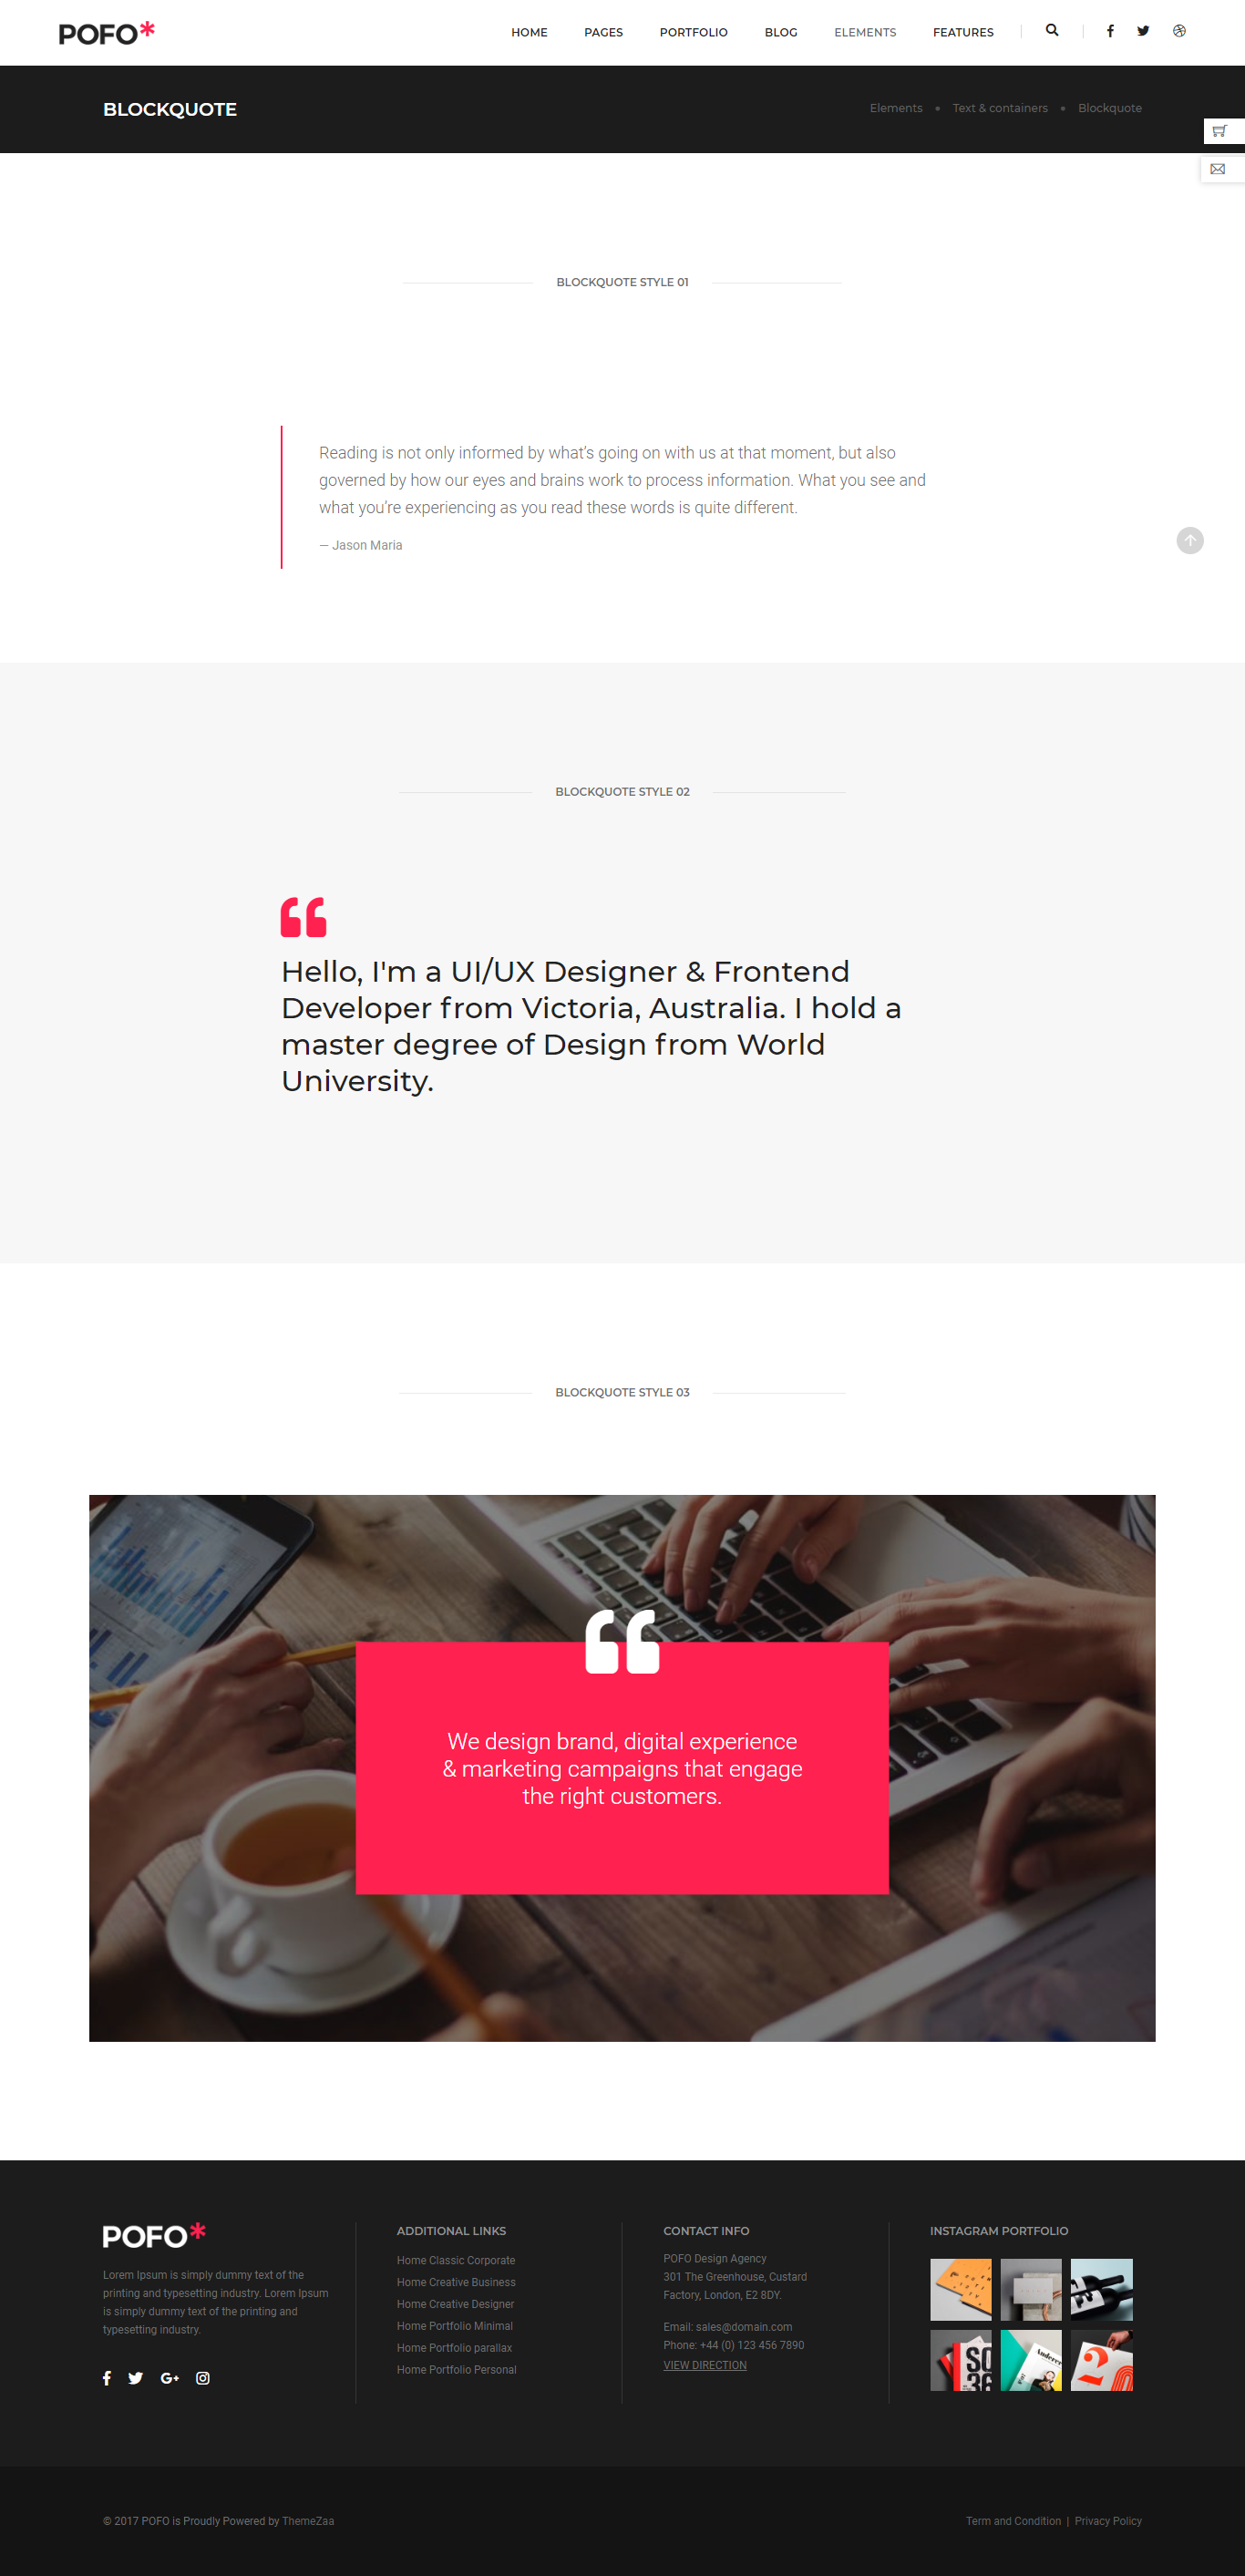 POFO*
HOME PAGES PORTFOLIO BLOG ELEMENTS FEATURES
BLOCKQUOTE
Elements • Text & containers • Blockquote
BLOCKQUOTE STYLE 01
Reading is not only informed by what’s going on with us at that moment, but also
governed by how our eyes and brains work to process information. What you see and
what you’re experiencing as you read these words is quite different.
— Jason Maria
BLOCKQUOTE STYLE 02
Hello, I'm a UI/UX Designer & Frontend
Developer from Victoria, Australia. I hold a
master degree of Design from World
University.
BLOCKQUOTE STYLE 03
We design brand, digital experience
& marketing campaigns that engage
the right customers.
POFO*
Lorem Ipsum is simply dummy text of the
printing and typesetting industry. Lorem Ipsum
is simply dummy text of the printing and
typesetting industry.
ADDITIONAL LINKS
Home Classic Corporate
Home Creative Business
Home Creative Designer
Home Portfolio Minimal
Home Portfolio parallax
Home Portfolio Personal
CONTACT INFO
POFO Design Agency
301 The Greenhouse, Custard
Factory, London, E2 8DY.
Email: sales@domain.com
Phone: +44 (0) 123 456 7890
VIEW DIRECTION
INSTAGRAM PORTFOLIO
© 2017 POFO is Proudly Powered by ThemeZaa
Term and Condition | Privacy Policy